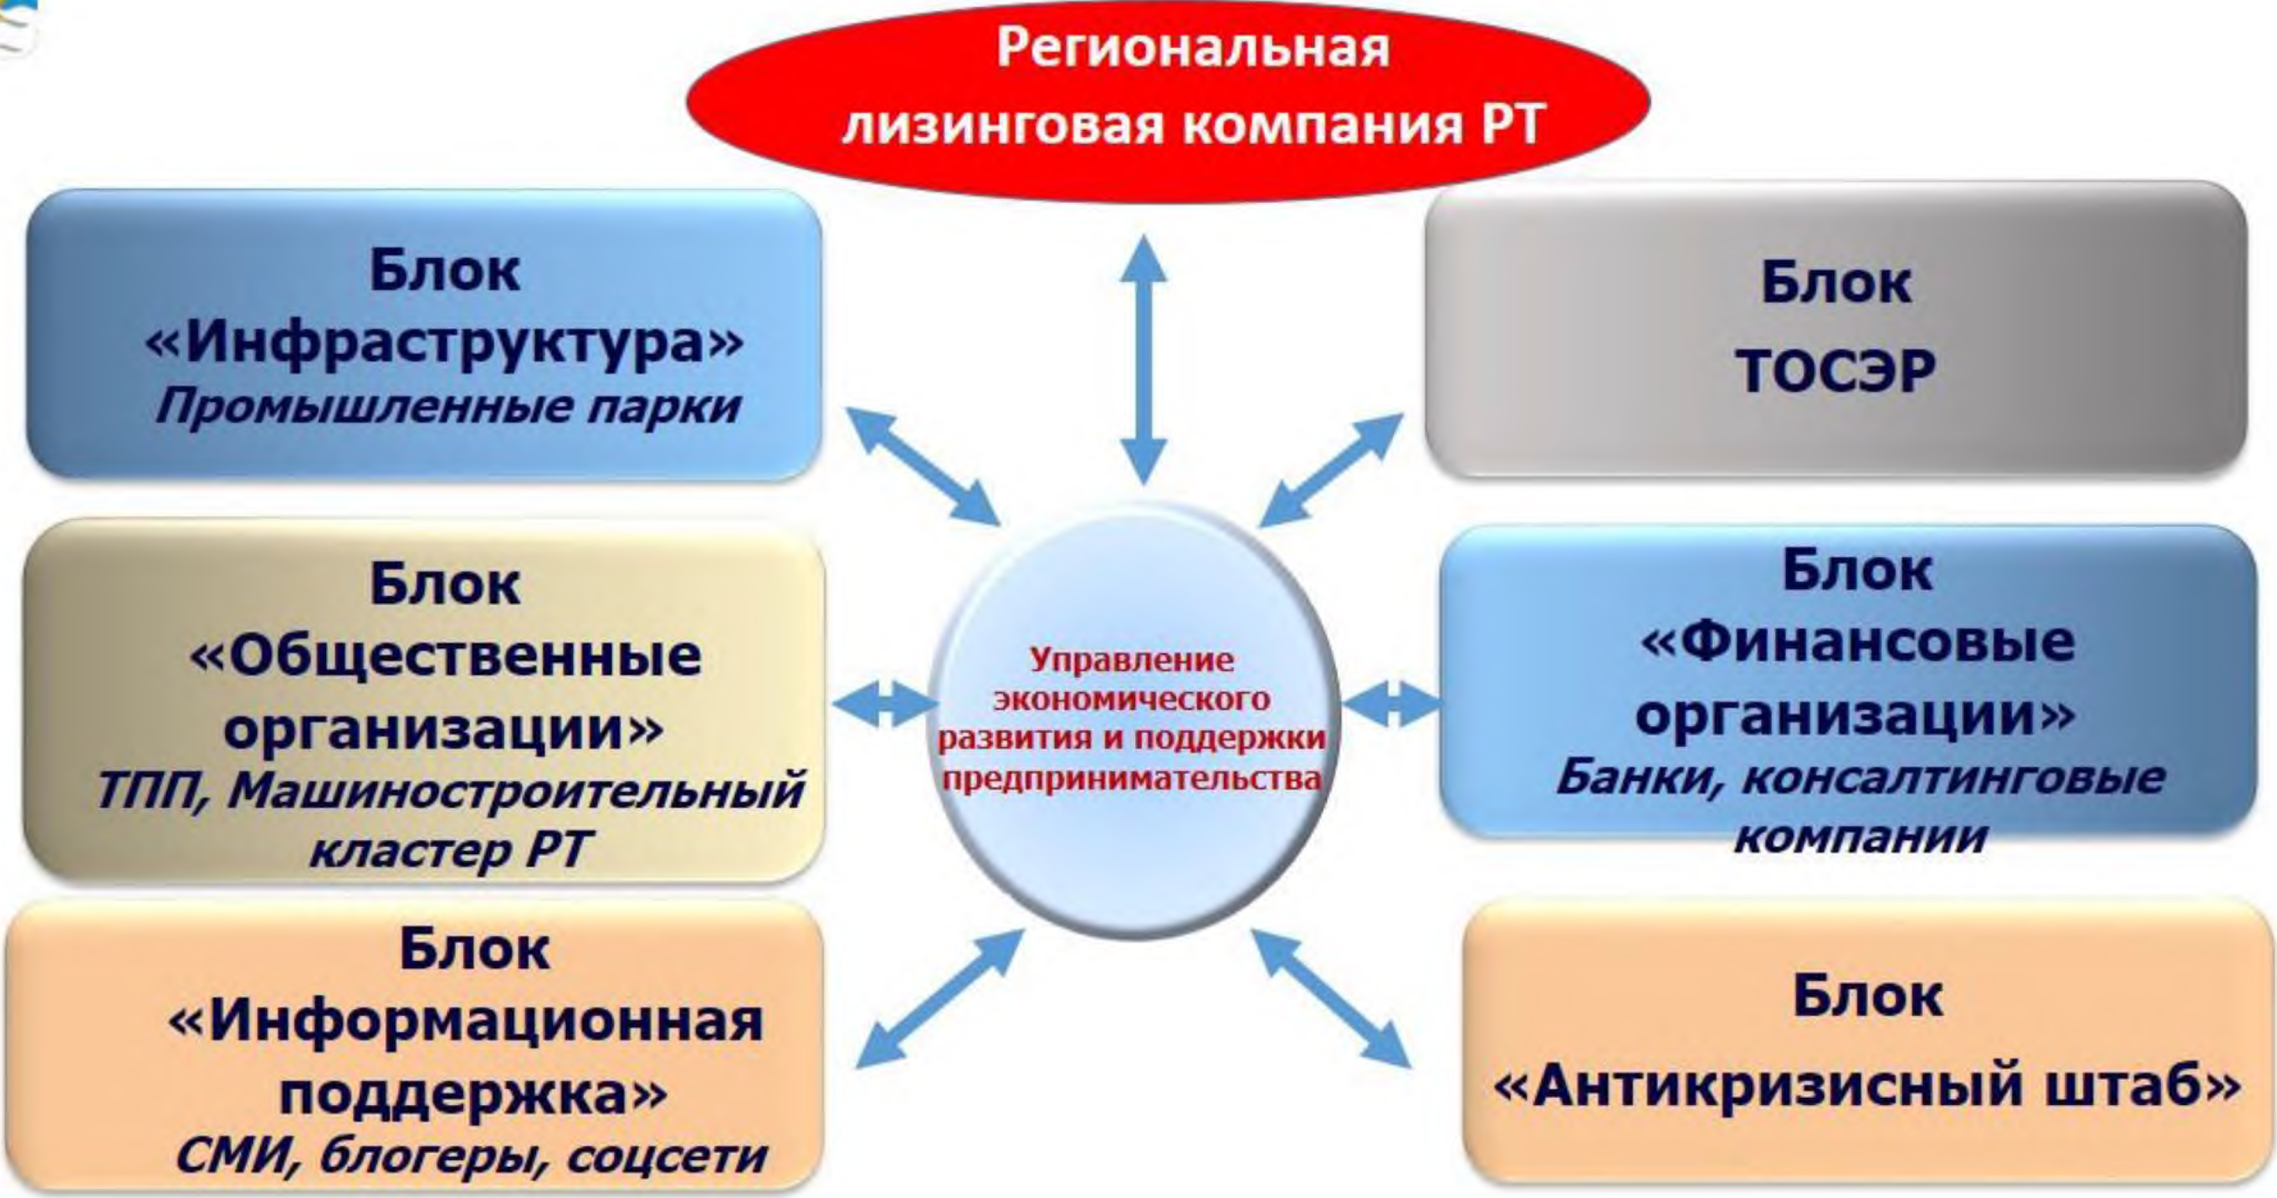 Региональная
лизинговая компания РТ
Блок
«Инфраструктура»
Промышленные парки
Блок
ТОСЭР
Блок
«Общественные
организации»
ТПП, Машиностроительный
кластер РТ
Управление
экономического
развития и поддержки
предпринимательства
Блок
«Финансовые
организации»
Банки, консалтинговые
компании
Блок
«Информационная
поддержка»
СМИ, блогеры, соцсети
Блок
«Антикризисный штаб»